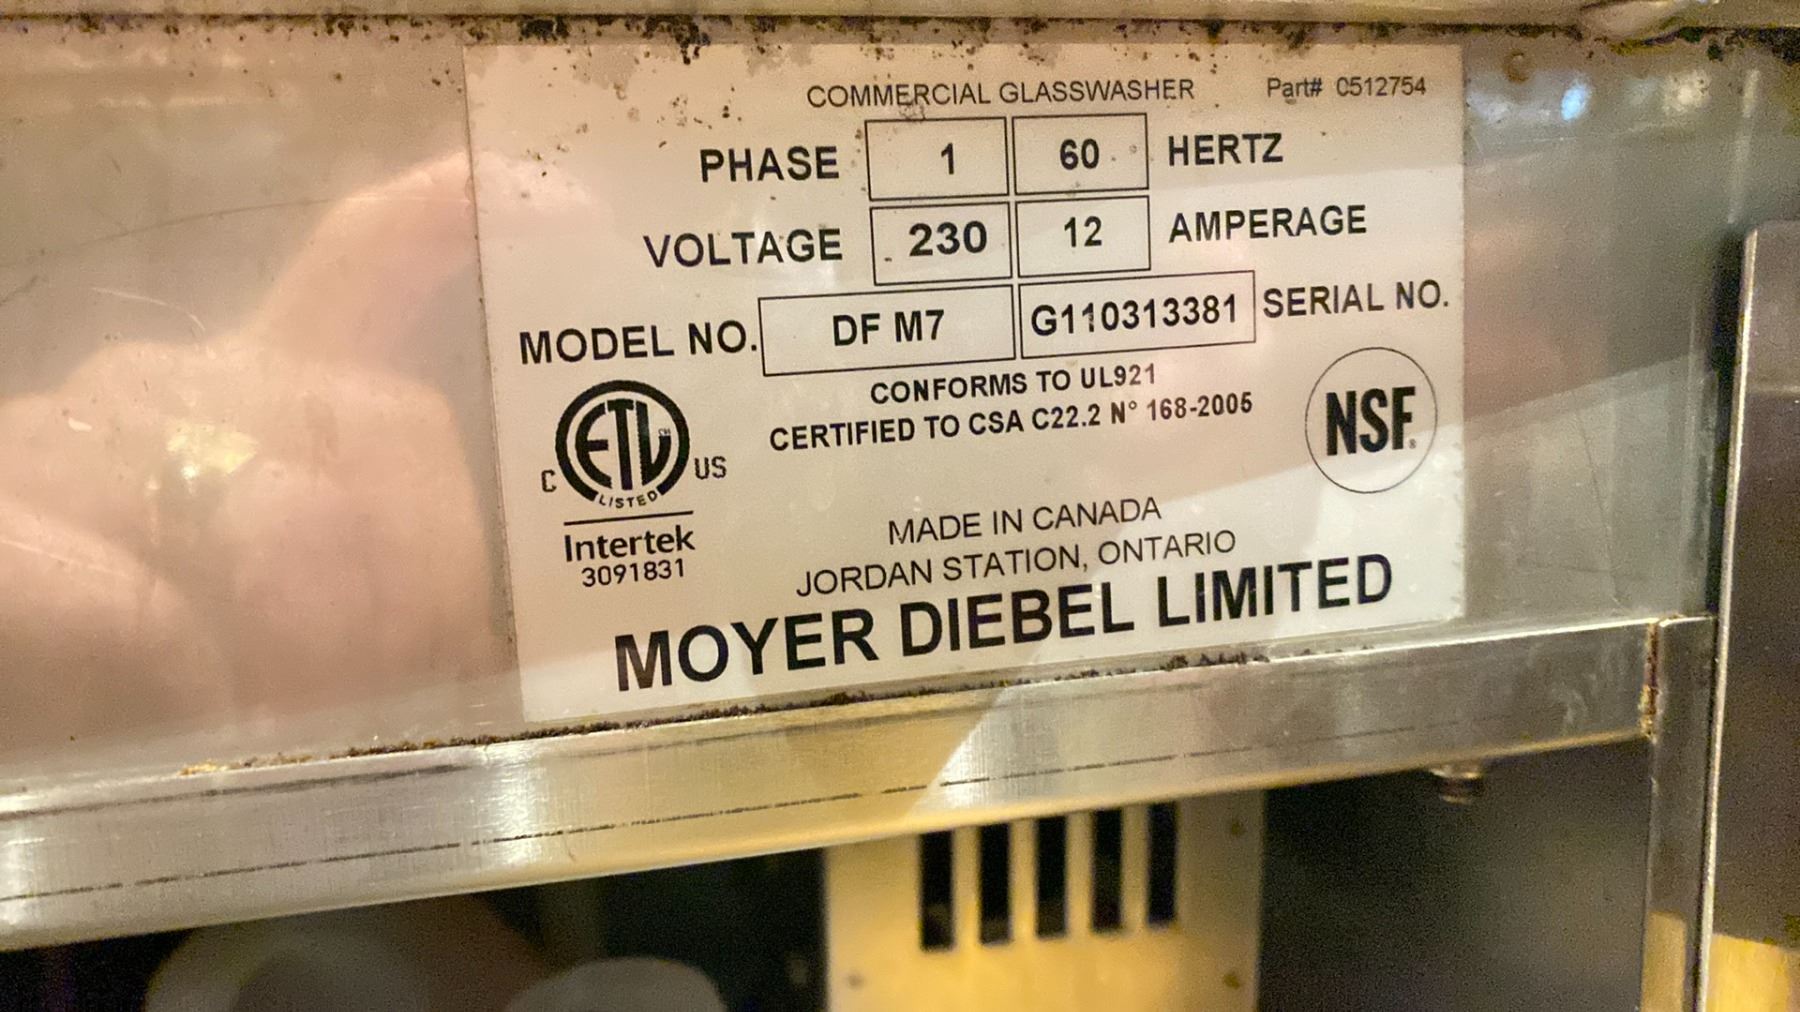 COMMERCIAL GLASSWASHER Part# 0512754
PHASE 1 60 HERTZ
VOLTAGE 230 12 AMPERAGE
MODEL NO. DF M7 G110313381 SERIAL NO.
CONFORMS TO UL921
CERTIFIED TO CSA C22.2 N° 168-2005
C ETL CM US
LISTED
Intertek
3091831
NSF®
MADE IN CANADA
JORDAN STATION, ONTARIO
MOYER DIEBEL LIMITED